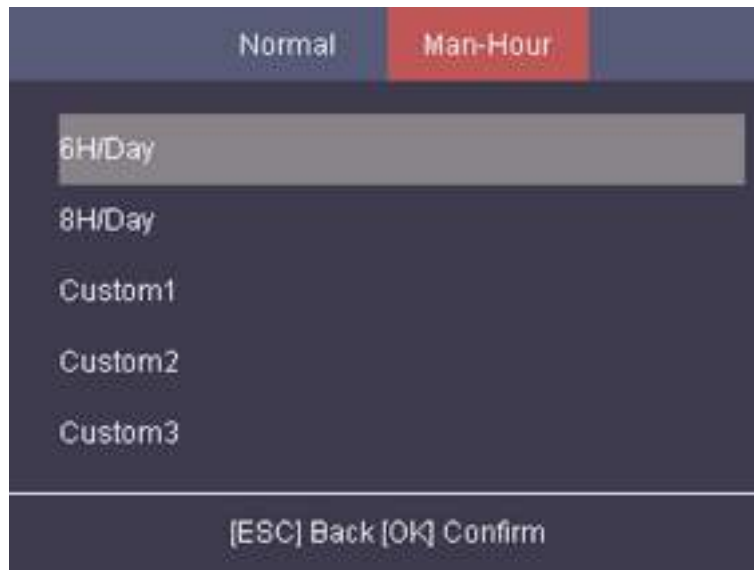 Normal Man-Hour
6H/Day
8H/Day
Custom1
Custom2
Custom3
[ESC] Back [OK] Confirm